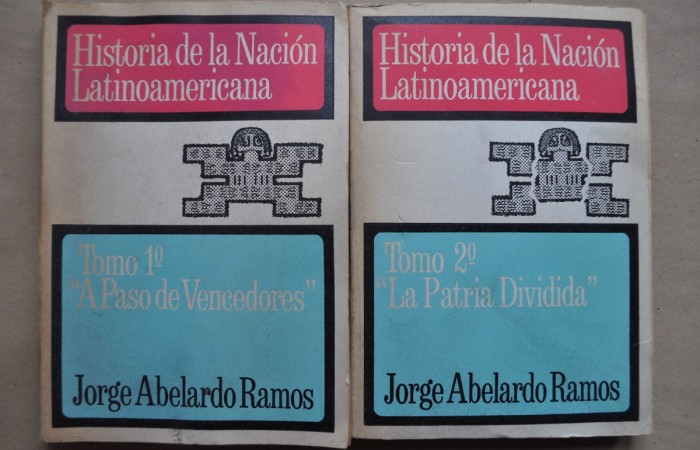 Historia de la Nación
Latinoamericana
Tomo 1º
"A Paso de Vencedores"
Jorge Abelardo Ramos
Historia de la Nación
Latinoamericana
Tomo 2º
"La Patria Dividida"
Jorge Abelardo Ramos